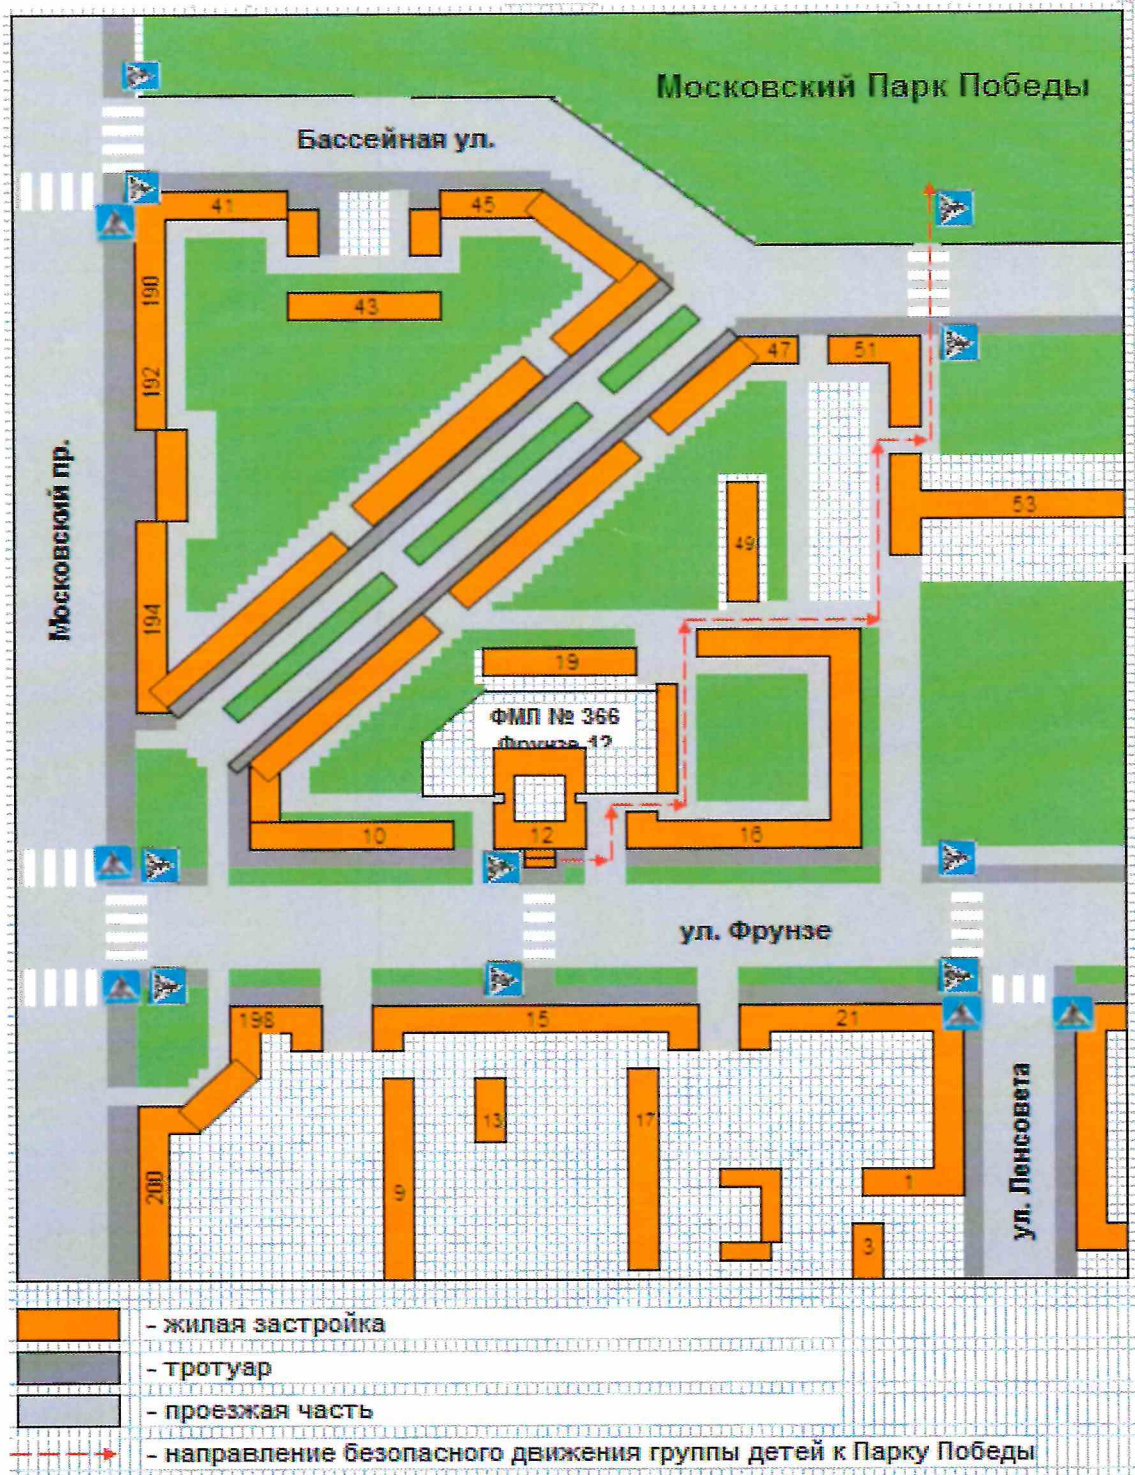 Московский Парк Победы
Бассейная ул.
41
45
190
43
192
47
51
Московский пр.
53
49
194
19
ФМЛ № 366
Фрунзе 12
10
12
16
ул. Фрунзе
198
15
21
ул. Ленсовета
13
17
200
9
1
3
- жилая застройка
- тротуар
- проезжая часть
- направление безопасного движения группы детей к Парку Победы